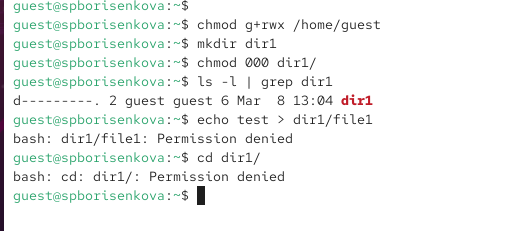 guest@spborisenkova:~$
guest@spborisenkova:~$ chmod g+rwx /home/guest
guest@spborisenkova:~$ mkdir dir1
guest@spborisenkova:~$ chmod 000 dir1/
guest@spborisenkova:~$ ls -l | grep dir1
d---------. 2 guest guest 6 Mar  8 13:04 dir1
guest@spborisenkova:~$ echo test > dir1/file1
bash: dir1/file1: Permission denied
guest@spborisenkova:~$ cd dir1/
bash: cd: dir1/: Permission denied
guest@spborisenkova:~$